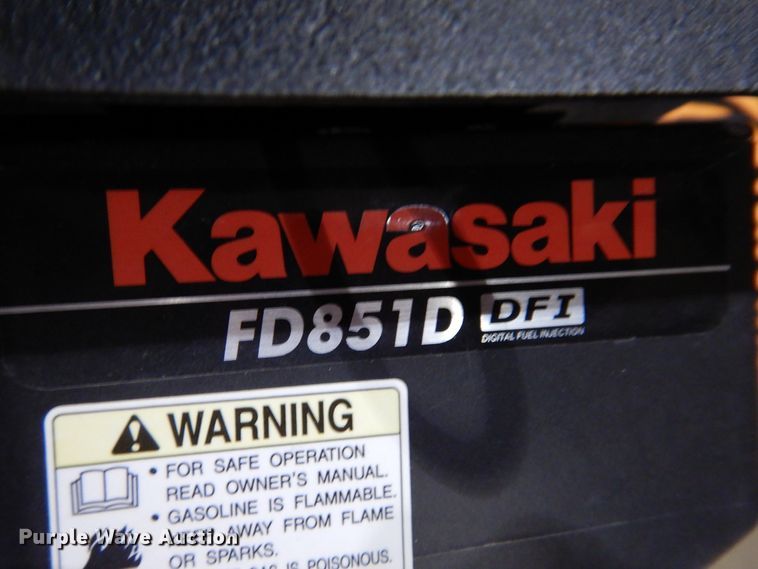 Kawasaki
FD851D DFI
DIGITAL FUEL INJECTION
WARNING
• FOR SAFE OPERATION
READ OWNER'S MANUAL.
• GASOLINE IS FLAMMABLE.
AWAY FROM FLAME
OR SPARKS.
GAS IS POISONOUS.
Purple Wave Auction